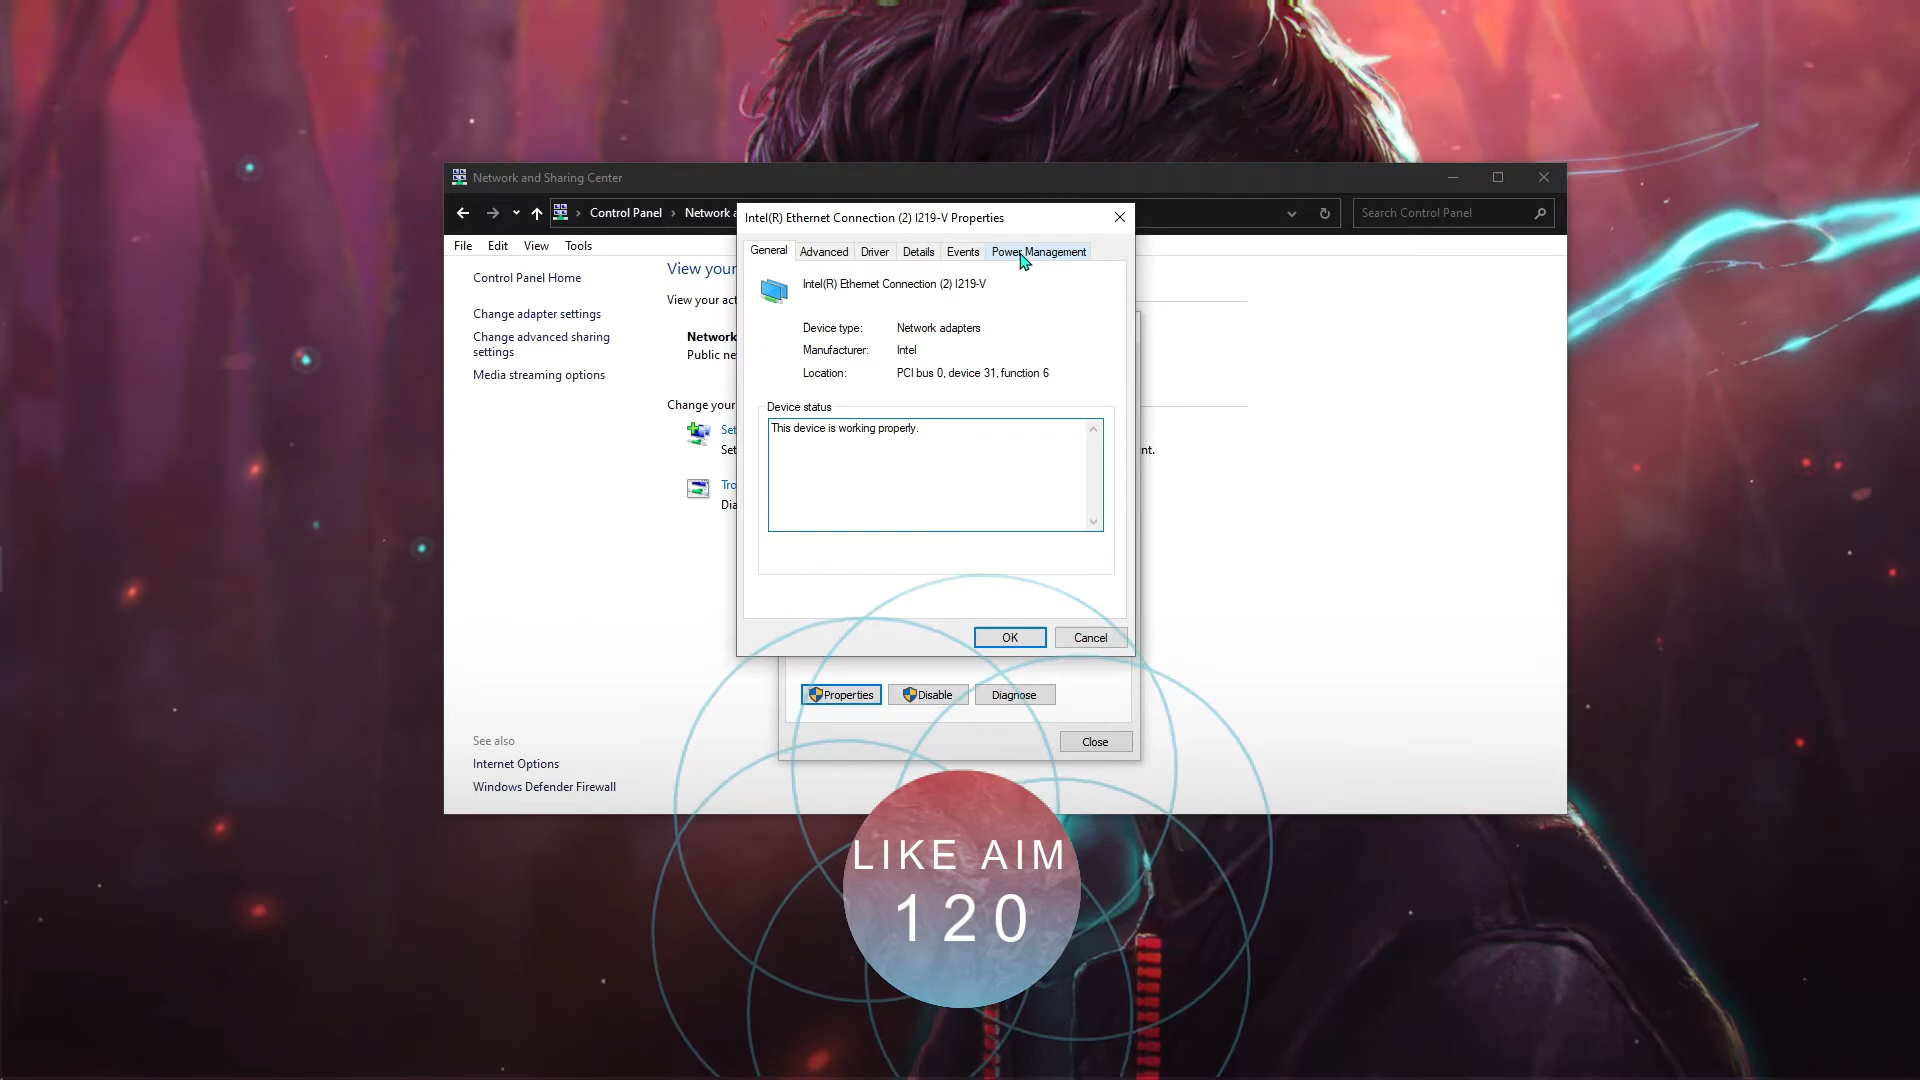 Network and Sharing Center
Control Panel
Network a
Search Control Panel
File Edit View Tools
Control Panel Home
Change adapter settings
Change advanced sharing
settings
Media streaming options
See also
Internet Options
Windows Defender Firewall
View your
View your act
Network
Public ne
Change your
Set
Set
nt.
Tro
Dia
Intel(R) Ethernet Connection (2) I219-V Properties
General Advanced Driver Details Events Power Management
Intel(R) Ethernet Connection (2) I219-V
Device type: Network adapters
Manufacturer: Intel
Location: PCI bus 0, device 31, function 6
Device status
This device is working properly.
OK Cancel
Properties Disable Diagnose
Close
LIKE AIM
120